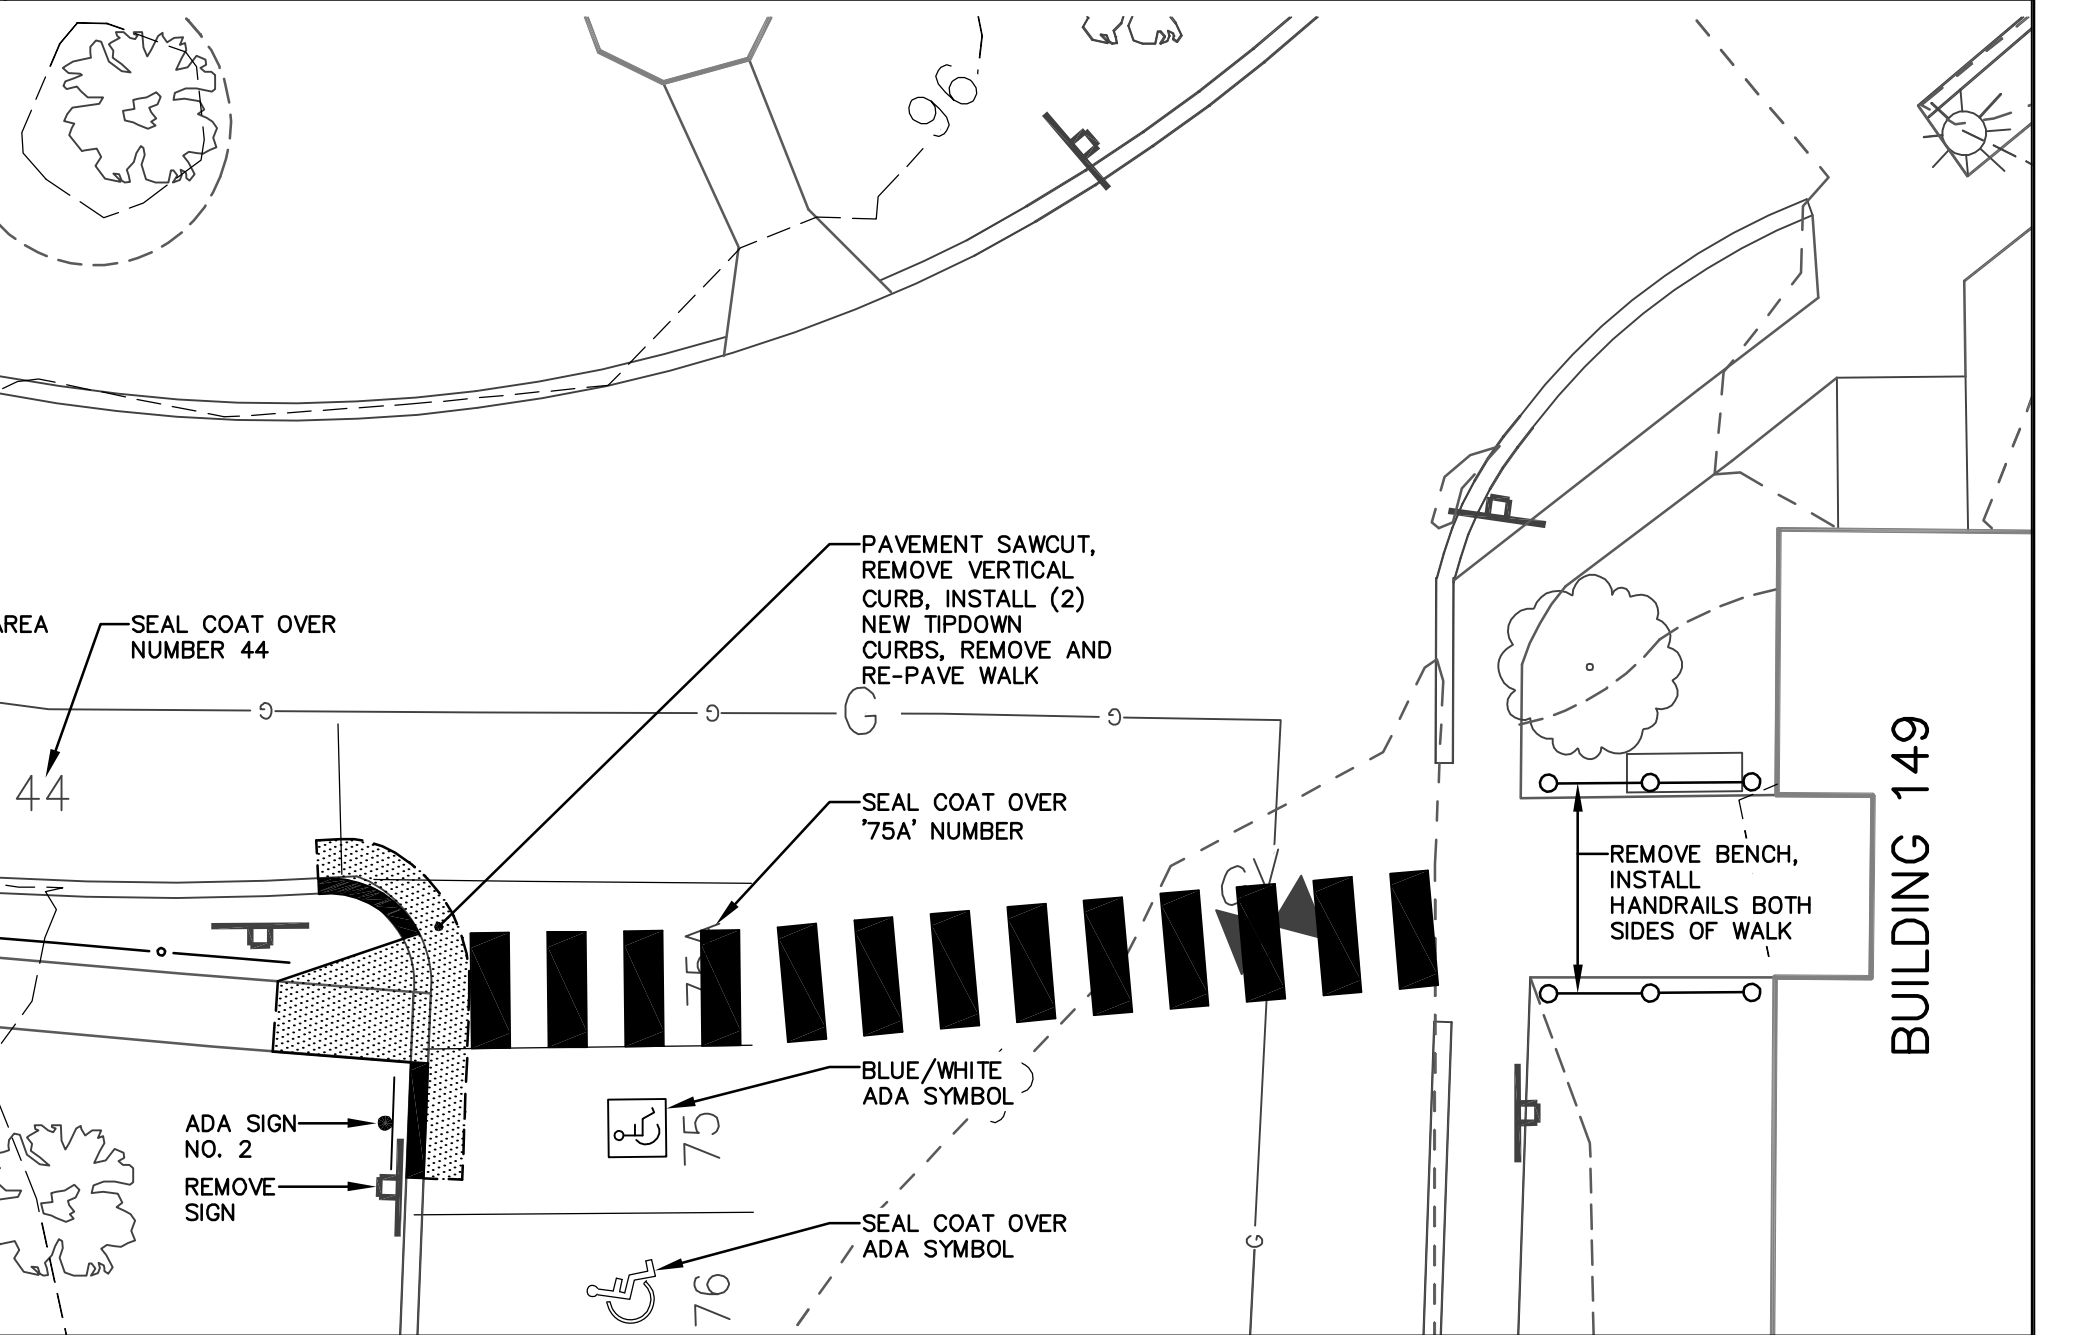 96
PAVEMENT SAWCUT,
REMOVE VERTICAL
CURB, INSTALL (2)
NEW TIPDOWN
CURBS, REMOVE AND
RE-PAVE WALK
AREA
SEAL COAT OVER
NUMBER 44
G
G
G
G
44
SEAL COAT OVER
'75A' NUMBER
75A
REMOVE BENCH,
INSTALL
HANDRAILS BOTH
SIDES OF WALK
BUILDING 149
BLUE/WHITE
ADA SYMBOL
75
ADA SIGN
NO. 2
REMOVE
SIGN
SEAL COAT OVER
ADA SYMBOL
76
G